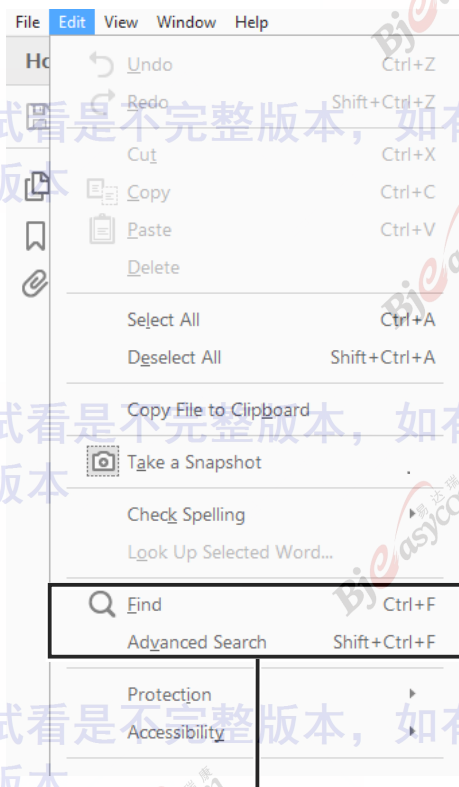 File Edit View Window Help
Undo Ctrl+Z
Redo Shift+Ctrl+Z
试看是不完整版本，如有
版本
Cut Ctrl+X
Copy Ctrl+C
Paste Ctrl+V
Delete
Select All Ctrl+A
Deselect All Shift+Ctrl+A
Copy File to Clipboard
试看是不完整版本，如有
Take a Snapshot
版本
Check Spelling
Look Up Selected Word...
Find Ctrl+F
Advanced Search Shift+Ctrl+F
Protection
试看是不完整版本，如有
Accessibility
版本